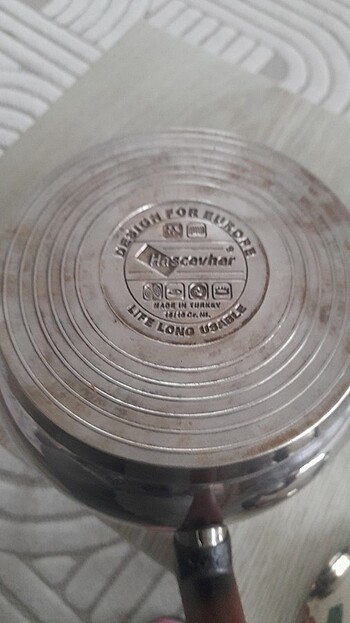 DESIGN FOR EUROPE
Hascevher
MADE IN TURKEY
18/10 Cr. Ni.
LIFE LONG USABLE